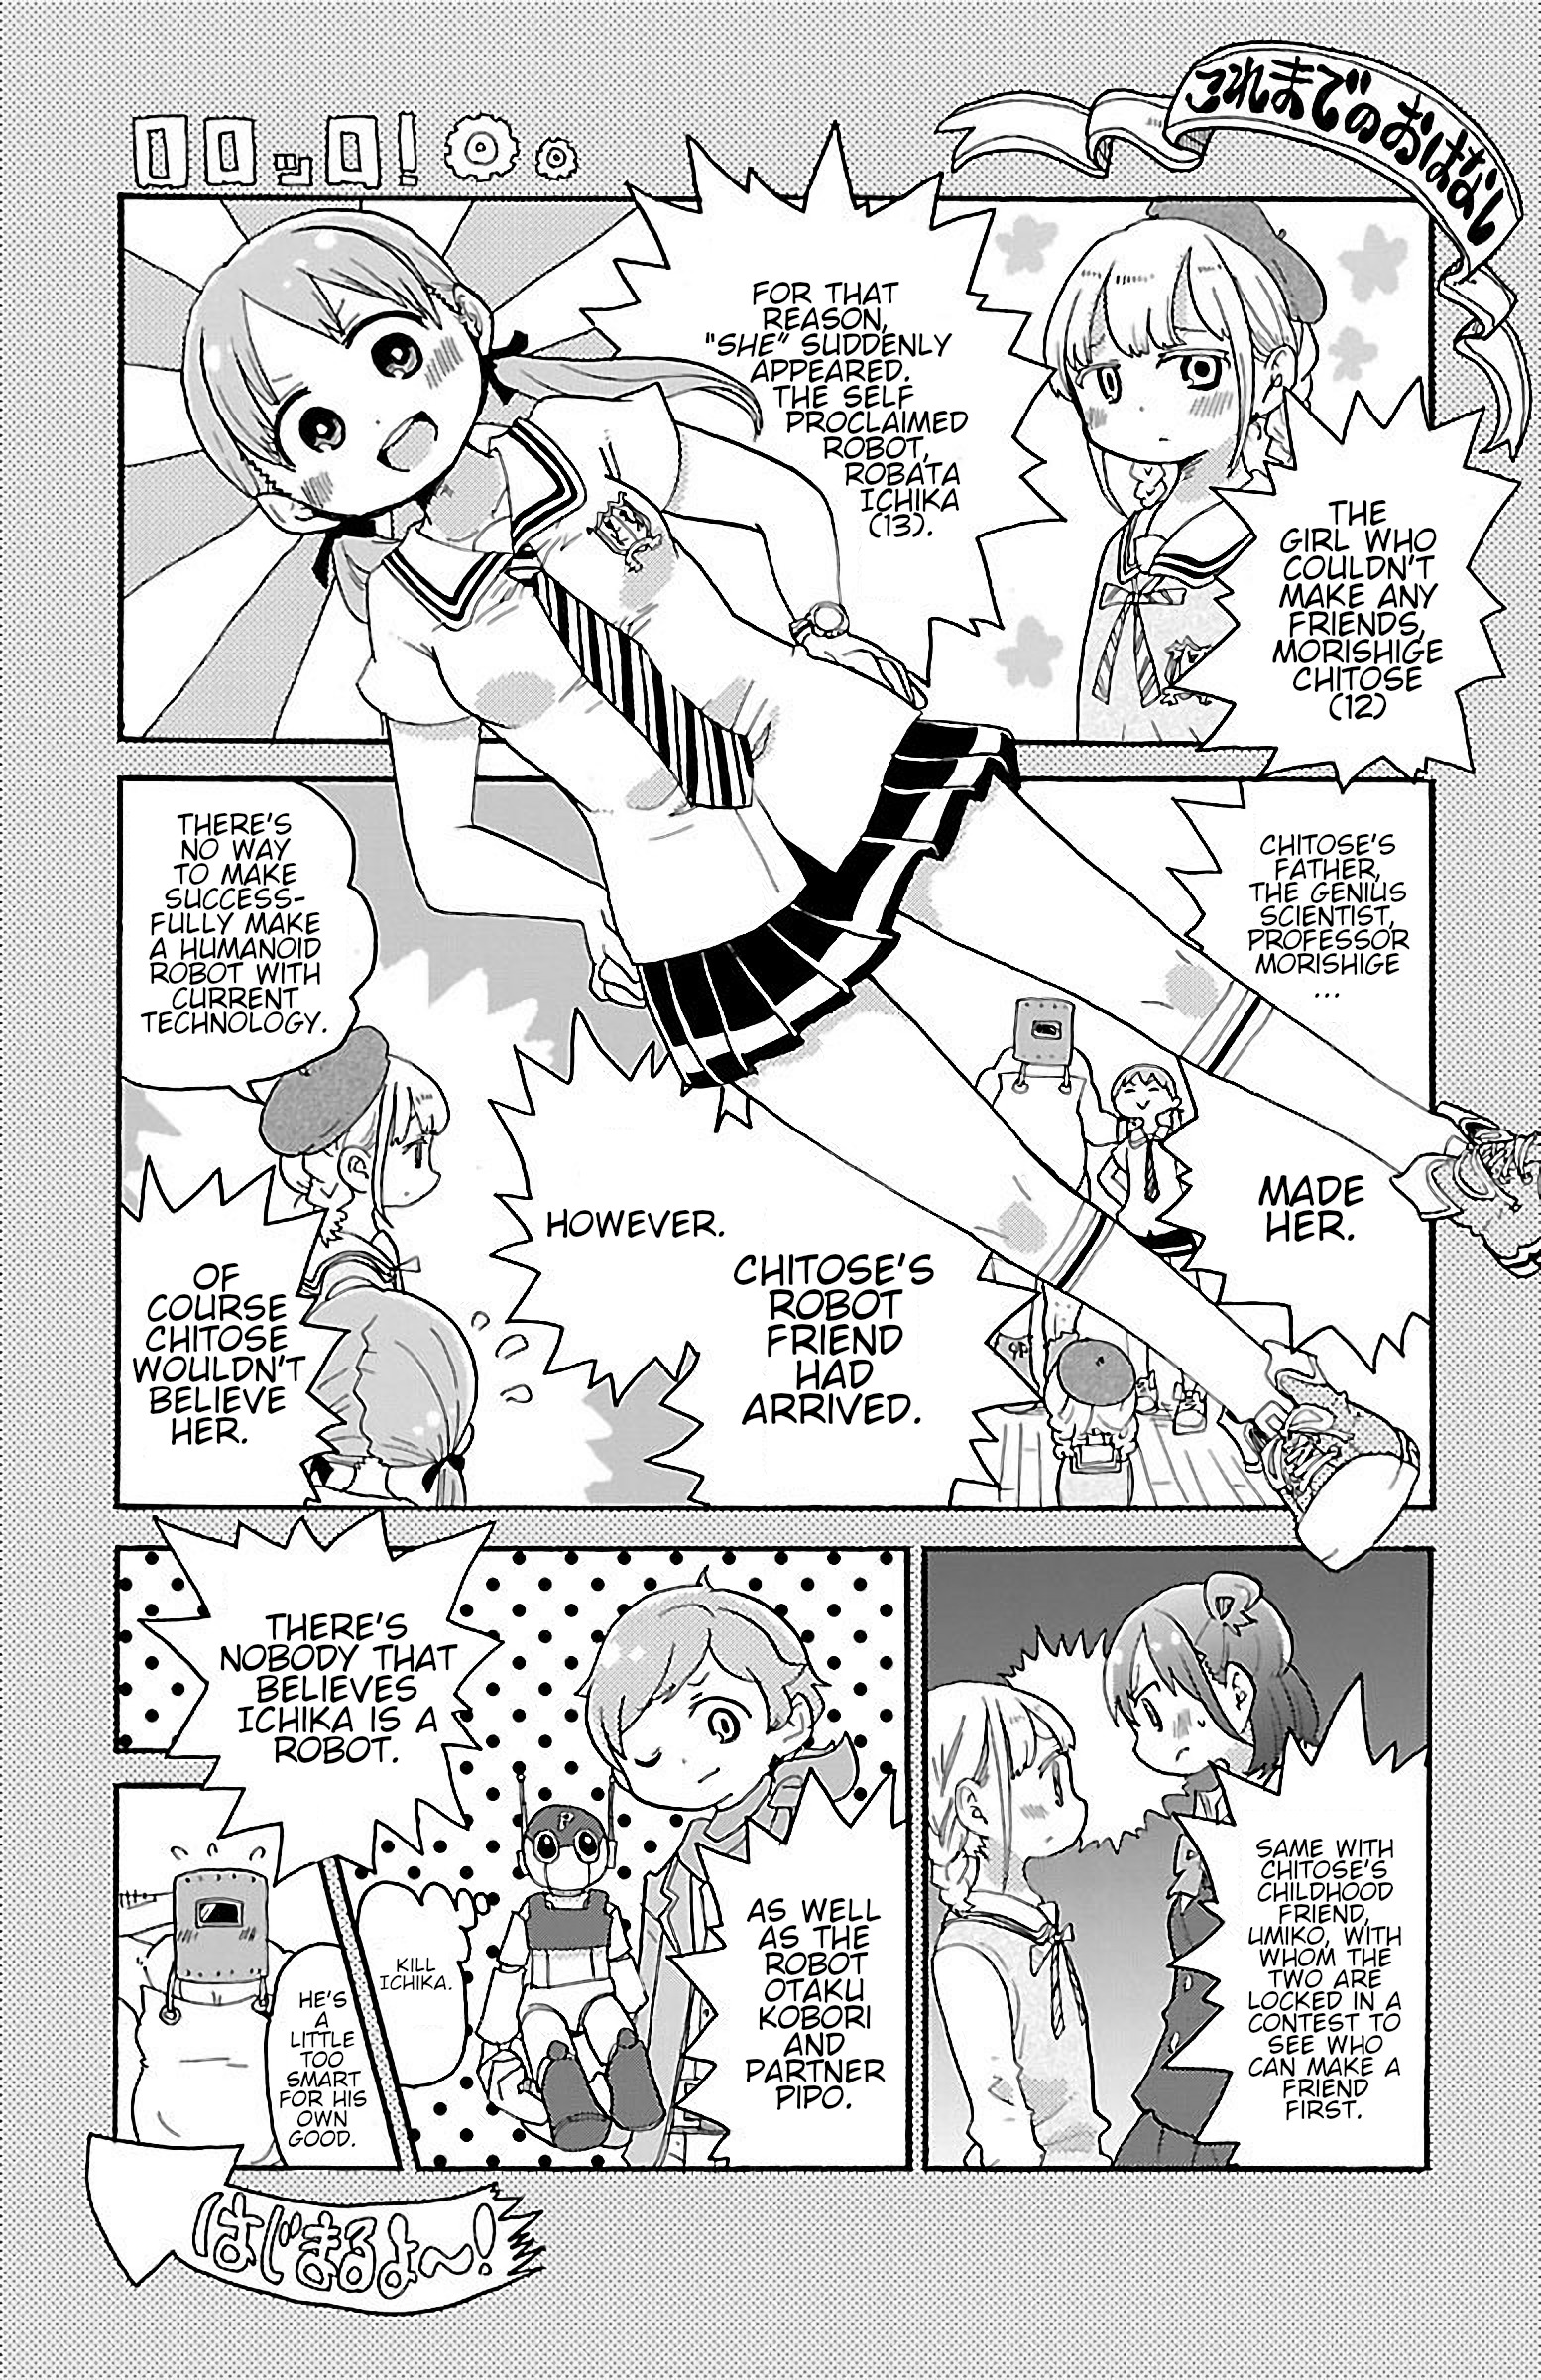 これまでのおはなし
ロロッロ!
THE
GIRL WHO
COULDN'T
MAKE ANY
FRIENDS,
MORISHIGE
CHITOSE
(12)
FOR THAT
REASON,
"SHE" SUDDENLY
APPEARED.
THE SELF
PROCLAIMED
ROBOT,
ROBATA
ICHIKA
(13).
CHITOSE'S
FATHER,
THE GENIUS
SCIENTIST,
PROFESSOR
MORISHIGE
...
MADE
HER.
HOWEVER.
CHITOSE'S
ROBOT
FRIEND
HAD
ARRIVED.
THERE'S
NO WAY
TO MAKE
SUCCESS-
FULLY MAKE
A HUMANOID
ROBOT WITH
CURRENT
TECHNOLOGY.
OF
COURSE
CHITOSE
WOULDN'T
BELIEVE
HER.
SAME WITH
CHITOSE'S
CHILDHOOD
FRIEND,
UMIKO, WITH
WHOM THE
TWO ARE
LOCKED IN A
CONTEST TO
SEE WHO
CAN MAKE A
FRIEND
FIRST.
AS WELL
AS THE
ROBOT
OTAKU
KOBORI
AND
PARTNER
PIPO.
P
KILL
ICHIKA.
THERE'S
NOBODY THAT
BELIEVES
ICHIKA IS A
ROBOT.
HE'S
A
LITTLE
TOO
SMART
FOR HIS
OWN
GOOD.
はじまるよ〜!